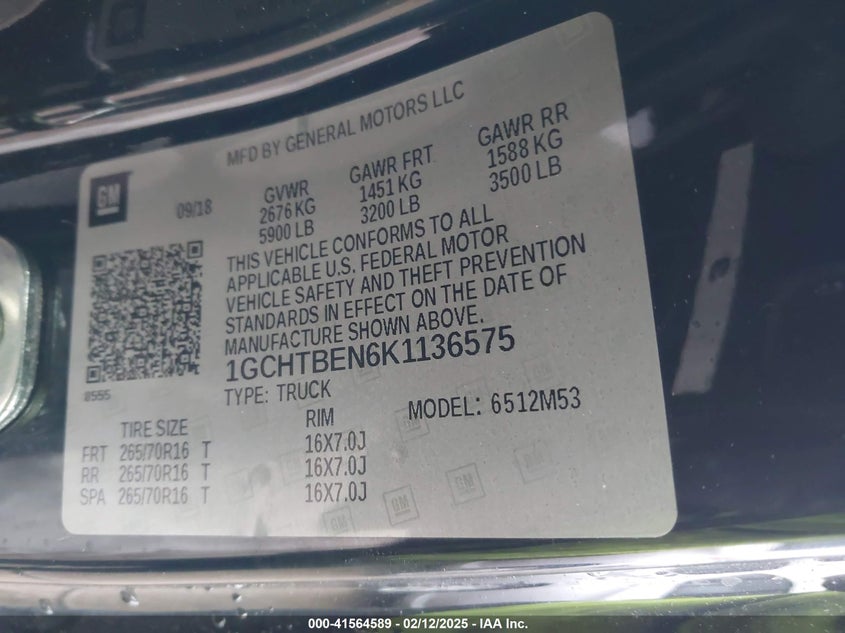 MFD BY GENERAL MOTORS LLC
GM
09/18
GVWR
2676 KG
5900 LB
GAWR FRT
1451 KG
3200 LB
GAWR RR
1588 KG
3500 LB
THIS VEHICLE CONFORMS TO ALL
APPLICABLE U.S. FEDERAL MOTOR
VEHICLE SAFETY AND THEFT PREVENTION
STANDARDS IN EFFECT ON THE DATE OF
MANUFACTURE SHOWN ABOVE.
1GCHTBEN6K1136575
8555
TYPE: TRUCK
MODEL: 6512M53
TIRE SIZE RIM
FRT 265/70R16 T 16X7.0J
RR 265/70R16 T 16X7.0J
SPA 265/70R16 T 16X7.0J
GM GM GM
000-41564589 - 02/12/2025 - IAA Inc.